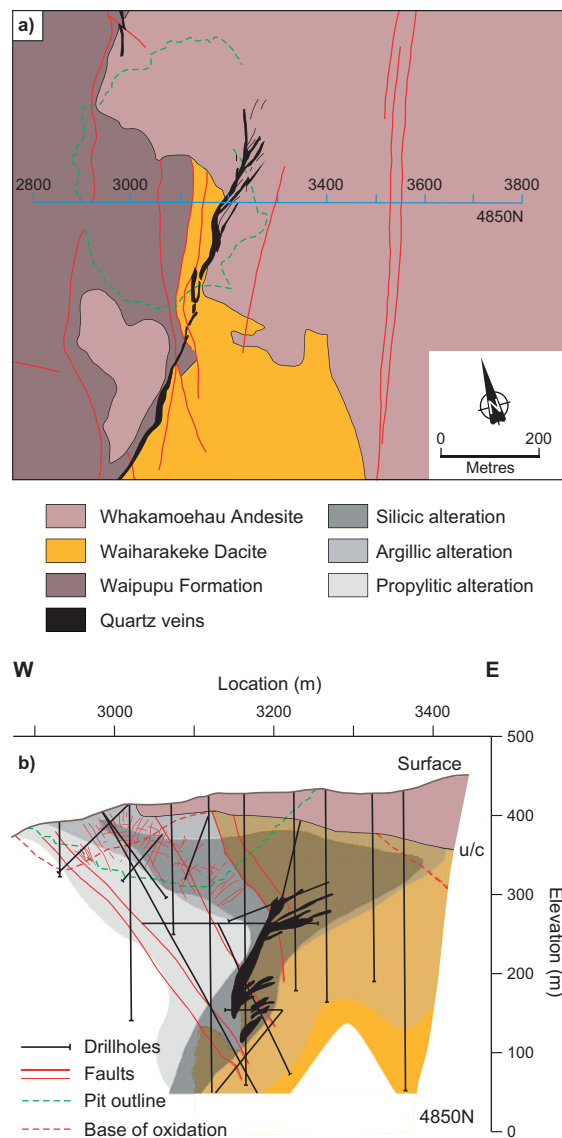 a)
2800 3000 3400 3600 3800
4850N
N
0 200
Metres
Whakamoehau Andesite
Waiharakeke Dacite
Waipupu Formation
Quartz veins
Silicic alteration
Argillic alteration
Propylitic alteration
W E
Location (m)
3000 3200 3400
500
b)
Surface
400
u/c
300
Elevation (m)
200
Drillholes
Faults
100
Pit outline
Base of oxidation
4850N
0